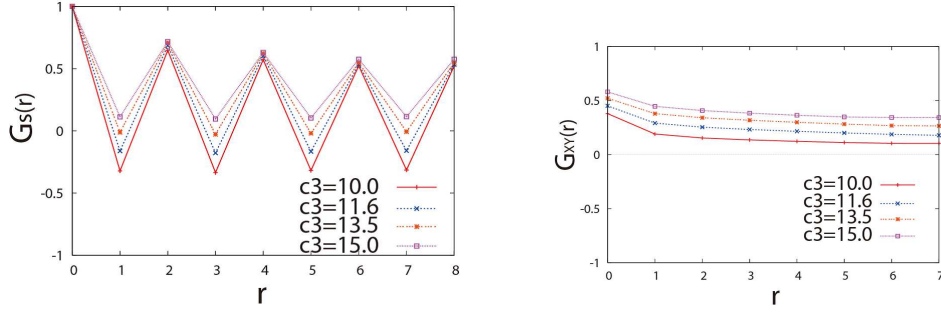 1
0.5
0
-0.5
-1
Gs(r)
0 1 2 3 4 5 6 7 8
r
c3=10.0
c3=11.6
c3=13.5
c3=15.0
1
0.5
0
-0.5
-1
GXY(r)
0 1 2 3 4 5 6 7
r
c3=10.0
c3=11.6
c3=13.5
c3=15.0